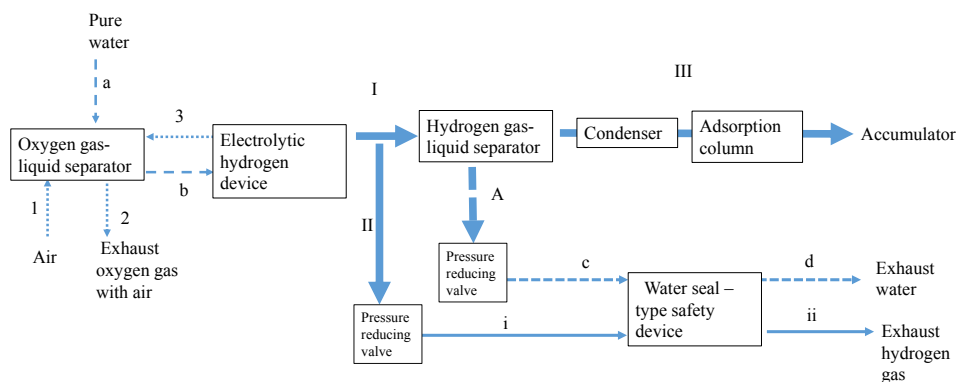 Pure
water
a
I
III
3
Oxygen gas-
liquid separator
Electrolytic
hydrogen
device
Hydrogen gas-
liquid separator
Condenser
Adsorption
column
Accumulator
b
1
2
II
A
Air
Exhaust
oxygen gas
with air
Pressure
reducing
valve
c
d
Exhaust
water
Water seal –
type safety
device
Pressure
reducing
valve
i
ii
Exhaust
hydrogen
gas